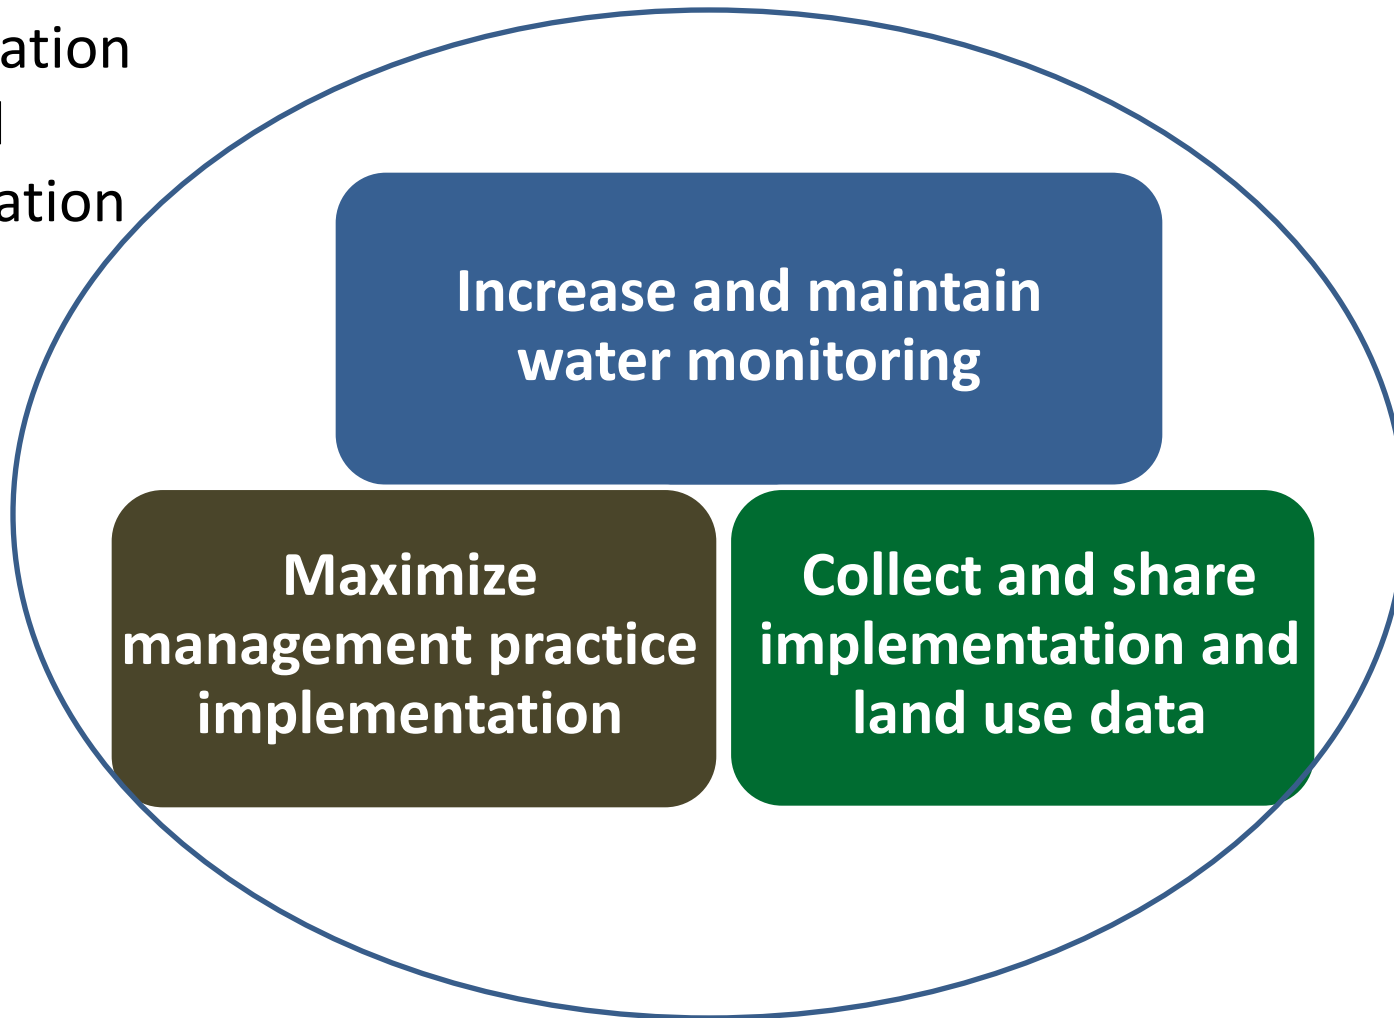 ation
ation
Increase and maintain
water monitoring
Maximize
management practice
implementation
Collect and share
implementation and
land use data